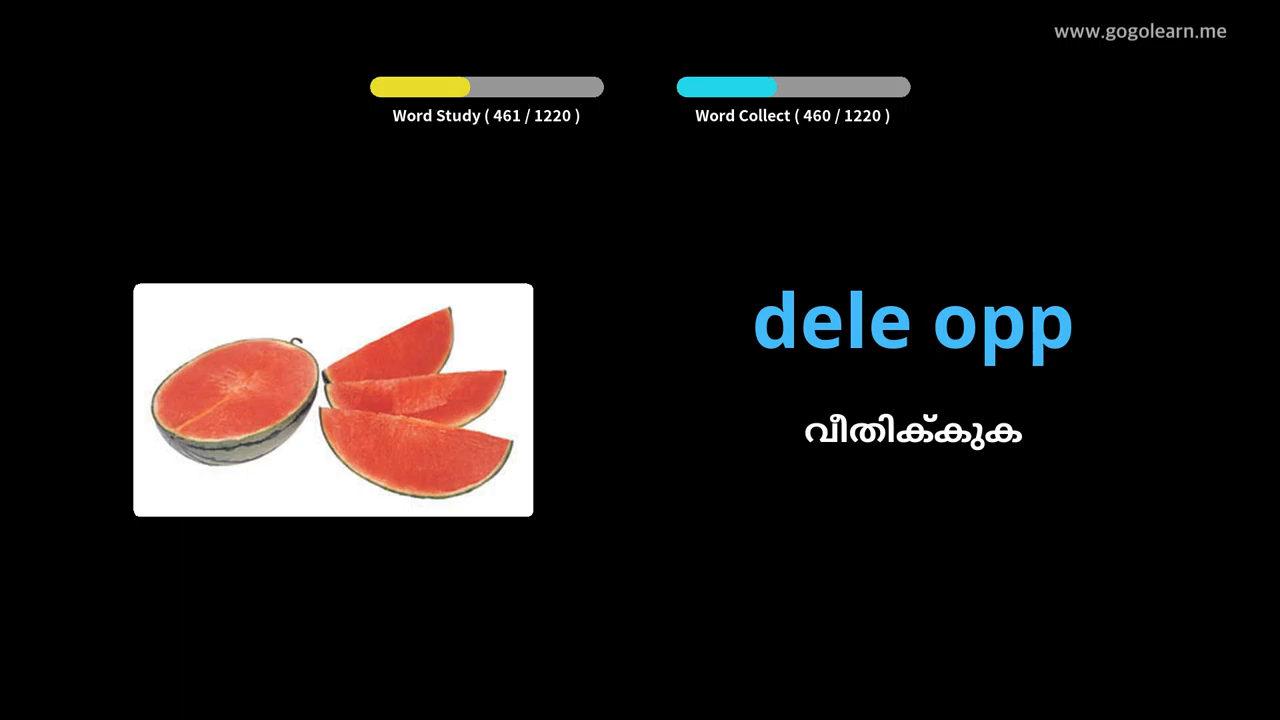 www.gogolearn.me
Word Study ( 461 / 1220 )
Word Collect ( 460 / 1220 )
dele opp
വീതിക്കുക